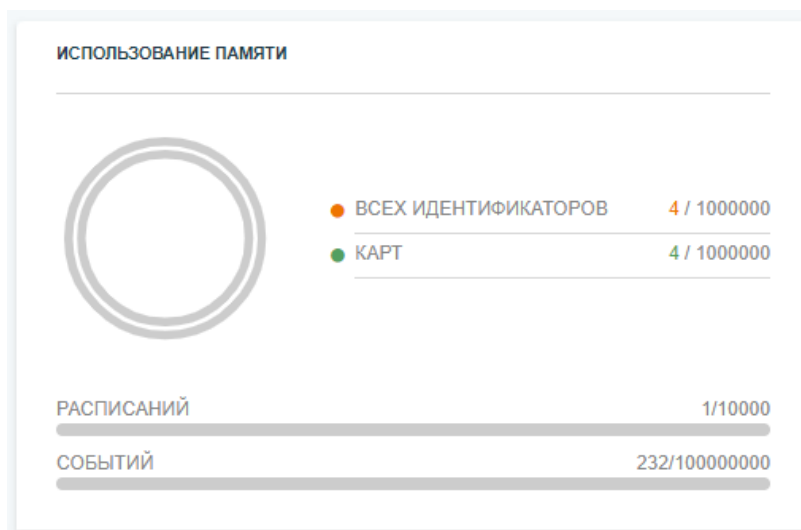 ИСПОЛЬЗОВАНИЕ ПАМЯТИ
ВСЕХ ИДЕНТИФИКАТОРОВ 4 / 1000000
КАРТ 4 / 1000000
РАСПИСАНИЙ 1/10000
СОБЫТИЙ 232/100000000